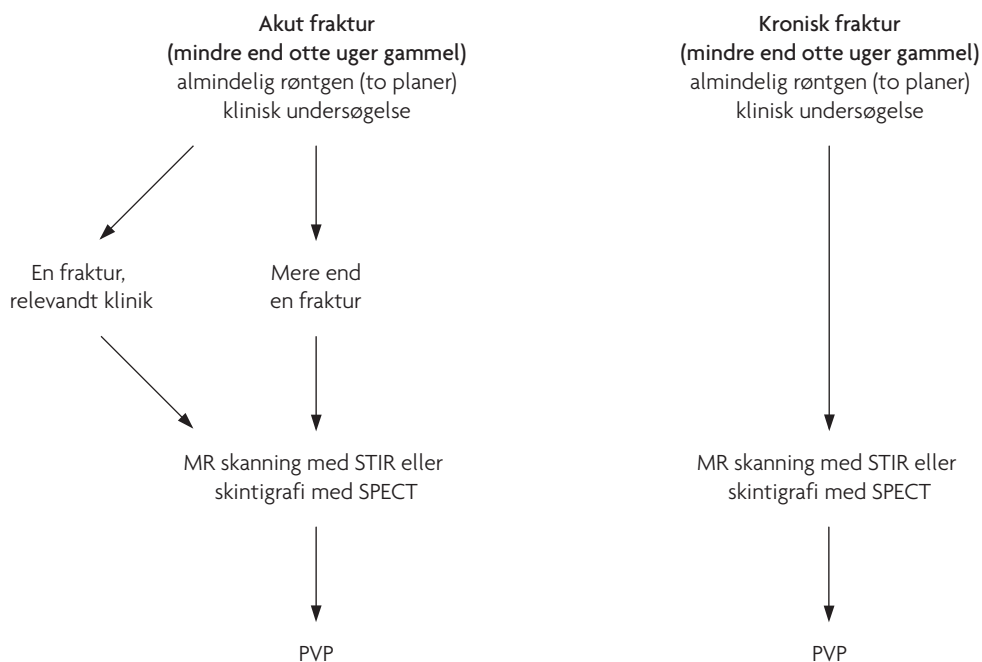 Akut fraktur
(mindre end otte uger gammel)
almindelig røntgen (to planer)
klinisk undersøgelse
En fraktur,
relevandt klinik
Mere end
en fraktur
MR skanning med STIR eller
skintigrafi med SPECT
PVP
Kronisk fraktur
(mindre end otte uger gammel)
almindelig røntgen (to planer)
klinisk undersøgelse
MR skanning med STIR eller
skintigrafi med SPECT
PVP